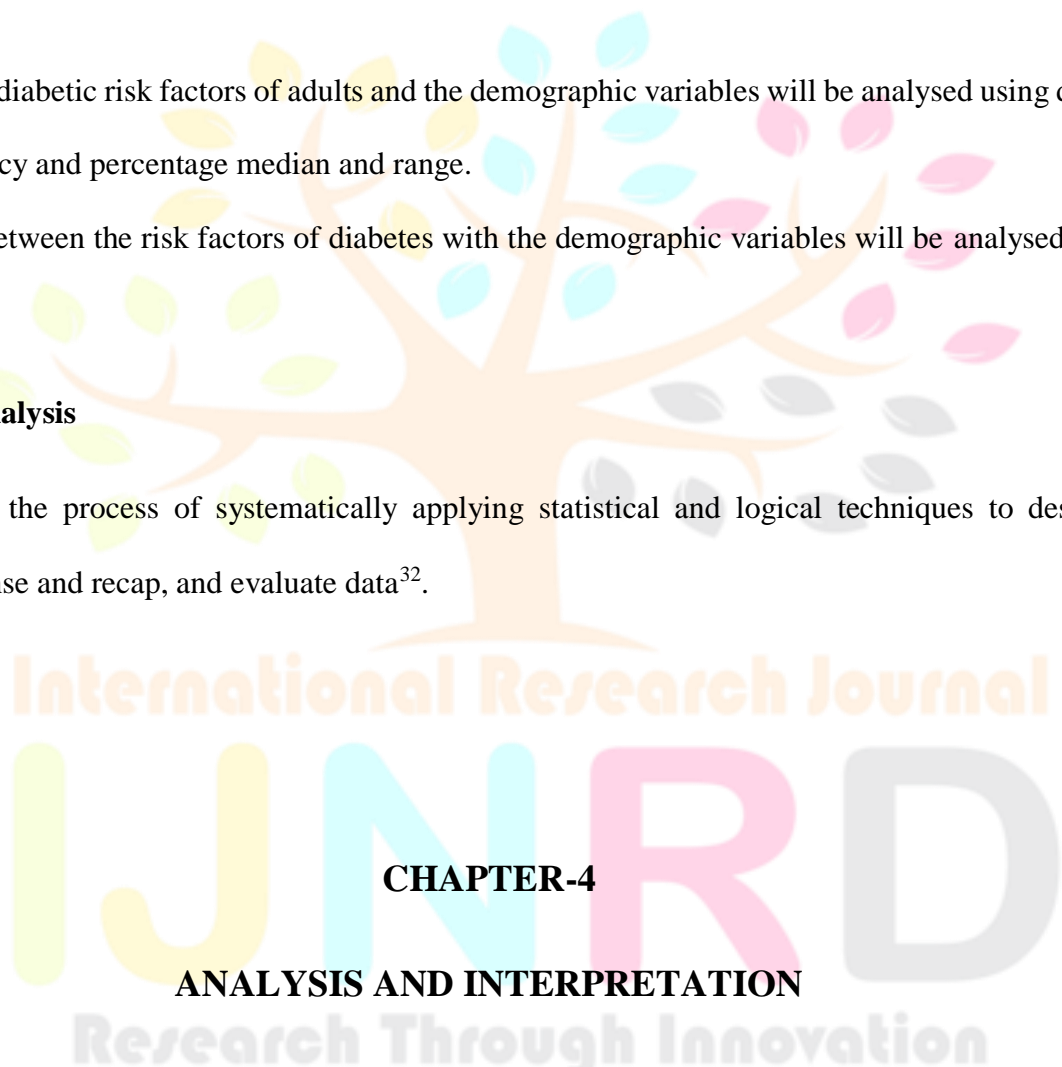 diabetic risk factors of adults and the demographic variables will be analysed using
cy and percentage median and range.
etween the risk factors of diabetes with the demographic variables will be analysed
alysis
the process of systematically applying statistical and logical techniques to des
nse and recap, and evaluate data32.
International Research Journal
IJNRD
CHAPTER-4
ANALYSIS AND INTERPRETATION
Research Through Innovation